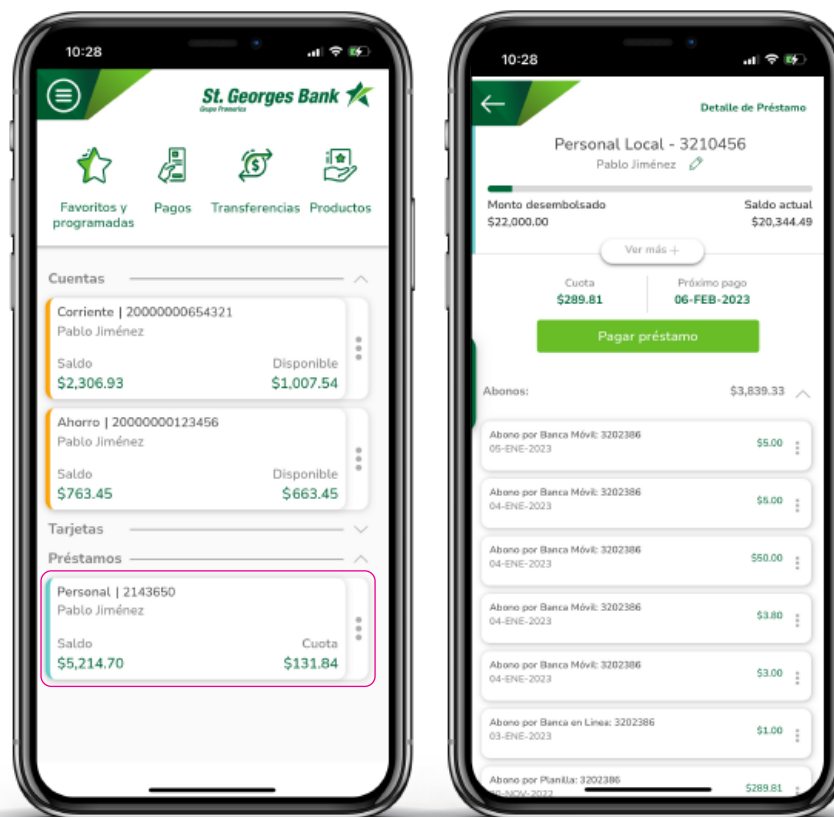 10:28
St. Georges Bank
Grupo Promerica
Favoritos y
programadas
Pagos
Transferencias
Productos
Cuentas
Corriente | 20000000654321
Pablo Jiménez
Saldo
Disponible
$2,306.93
$1,007.54
Ahorro | 20000000123456
Pablo Jiménez
Saldo
Disponible
$763.45
$663.45
Tarjetas
Préstamos
Personal | 2143650
Pablo Jiménez
Saldo
Cuota
$5,214.70
$131.84
10:28
Detalle de Préstamo
Personal Local - 3210456
Pablo Jiménez
Monto desembolsado
Saldo actual
$22,000.00
$20,344.49
Ver más +
Cuota
Próximo pago
$289.81
06-FEB-2023
Pagar préstamo
Abonos:
$3,839.33
Abono por Banca Móvil: 3202386
05-ENE-2023
$5.00
Abono por Banca Móvil: 3202386
04-ENE-2023
$5.00
Abono por Banca Móvil: 3202386
04-ENE-2023
$50.00
Abono por Banca Móvil: 3202386
04-ENE-2023
$3.80
Abono por Banca Móvil: 3202386
04-ENE-2023
$3.00
Abono por Banca en Linea: 3202386
03-ENE-2023
$1.00
Abono por Planilla: 3202386
30-NOV-2022
$289.81